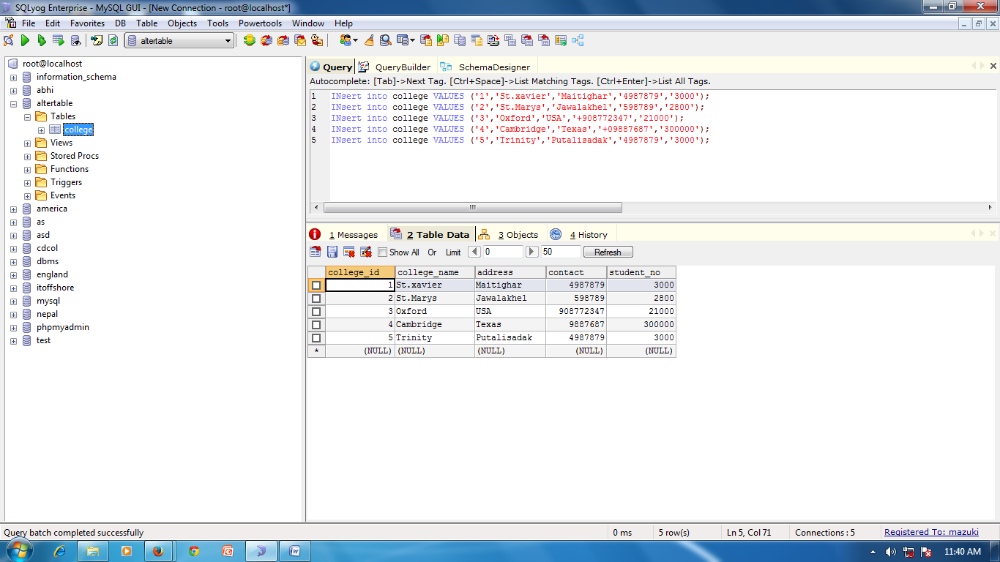 SQLyog Enterprise - MySQL GUI - [New Connection - root@localhost*]
File Edit Favorites DB Table Objects Tools Powertools Window Help
altertable
root@localhost
information_schema
abhi
altertable
Tables
college
Views
Stored Procs
Functions
Triggers
Events
america
as
asd
cdcol
dbms
england
itoffshore
mysql
nepal
phpmyadmin
test
Query QueryBuilder SchemaDesigner
Autocomplete: [Tab]->Next Tag. [Ctrl+Space]->List Matching Tags. [Ctrl+Enter]->List All Tags.
1 INsert into college VALUES ('1','St.xavier','Maitighar','4987879','3000');
2 INsert into college VALUES ('2','St.Marys','Jawalakhel','598789','2800');
3 INsert into college VALUES ('3','Oxford','USA','+908772347','21000');
4 INsert into college VALUES ('4','Cambridge','Texas','+09887687','300000');
5 INsert into college VALUES ('5','Trinity','Putalisadak','4987879','3000');
1 Messages 2 Table Data 3 Objects 4 History
Show All Or Limit 0 50 Refresh
college_id college_name address contact student_no
1 St.xavier Maitighar 4987879 3000
2 St.Marys Jawalakhel 598789 2800
3 Oxford USA 908772347 21000
4 Cambridge Texas 9887687 300000
5 Trinity Putalisadak 4987879 3000
* (NULL) (NULL) (NULL) (NULL) (NULL)
Query batch completed successfully 0 ms 5 row(s) Ln 5, Col 71 Connections : 5 Registered To: mazuki
11:40 AM